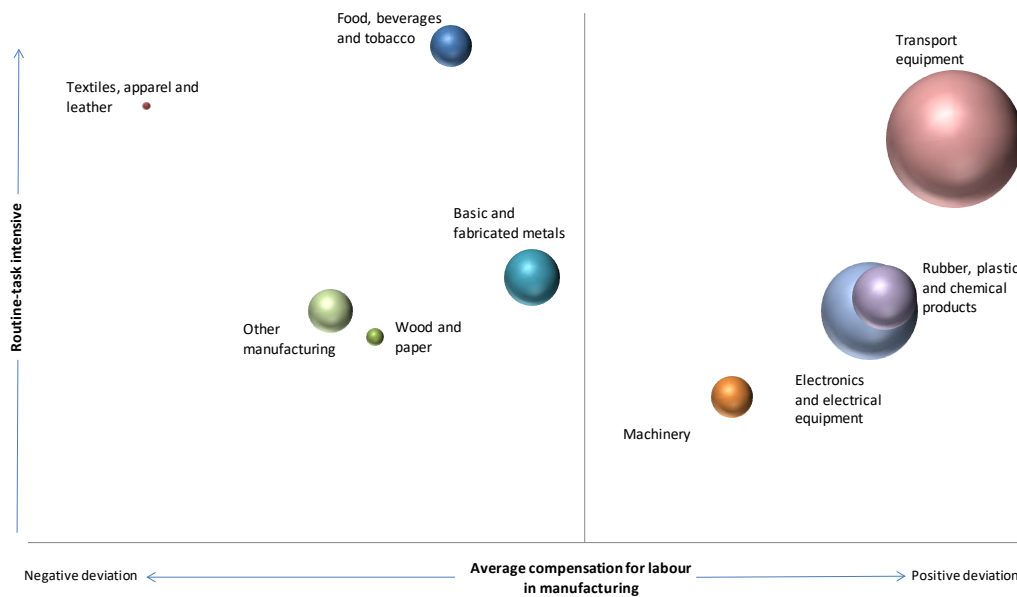 Food, beverages
and tobacco
Transport
equipment
Textiles, apparel and
leather
Basic and
fabricated metals
Rubber, plastic
and chemical
products
Other
manufacturing
Wood and
paper
Electronics
and electrical
equipment
Machinery
Routine-task intensive
Negative deviation
Average compensation for labour
in manufacturing
Positive deviation